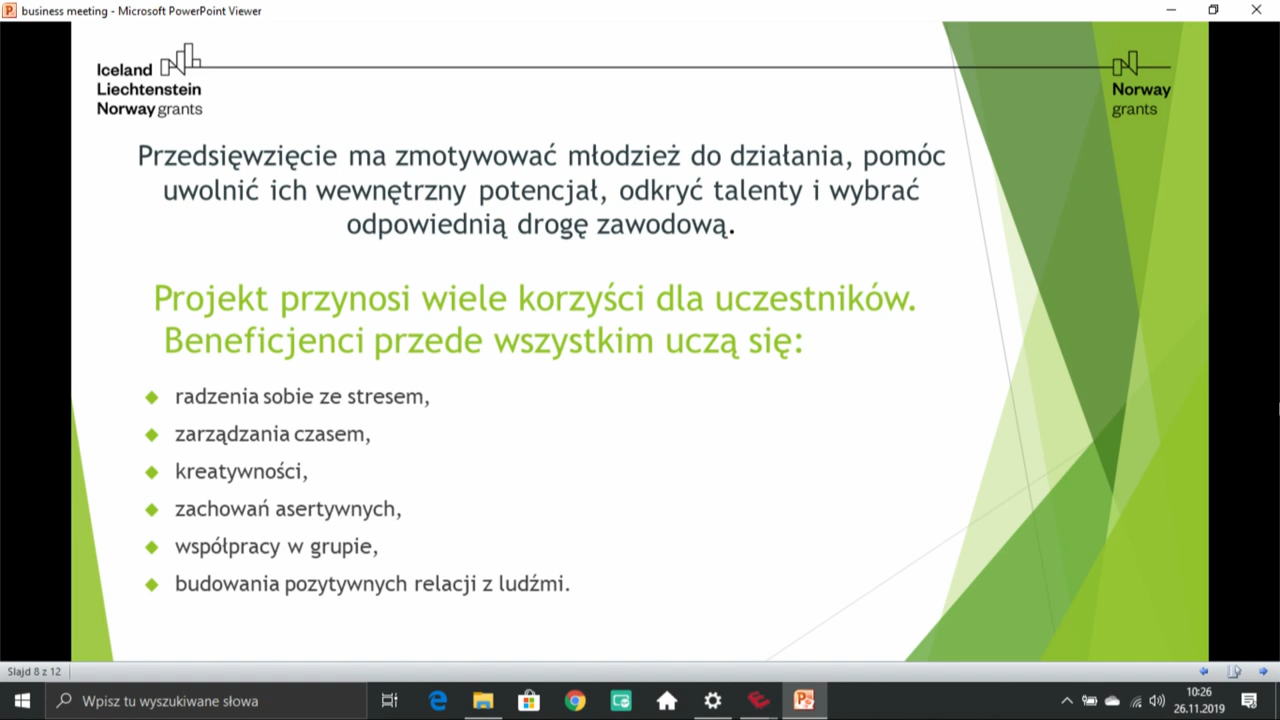 business meeting - Microsoft PowerPoint Viewer
Iceland
Liechtenstein
Norway grants
Norway
grants
Przedsięwzięcie ma zmotywować młodzież do działania, pomóc
uwolnić ich wewnętrzny potencjał, odkryć talenty i wybrać
odpowiednią drogę zawodową.
Projekt przynosi wiele korzyści dla uczestników.
Beneficjenci przede wszystkim uczą się:
radzenia sobie ze stresem,
zarządzania czasem,
kreatywności,
zachowań asertywnych,
współpracy w grupie,
budowania pozytywnych relacji z ludźmi.
Slajd 8 z 12
Wpisz tu wyszukiwane słowa
10:26
26.11.2019